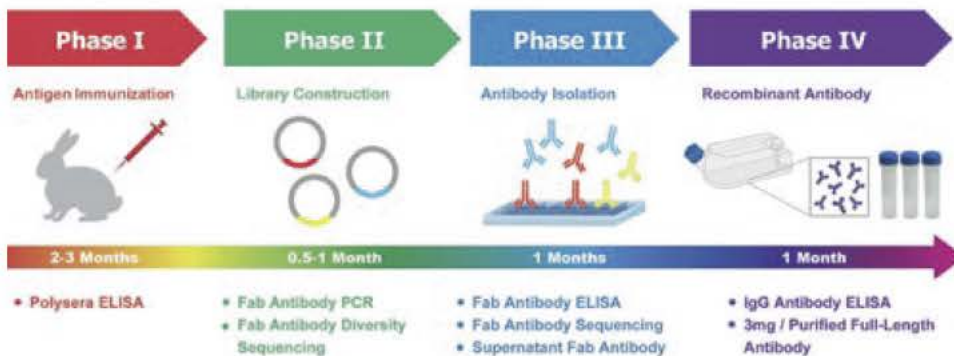 Phase I
Phase II
Phase III
Phase IV
Antigen Immunization
Library Construction
Antibody Isolation
Recombinant Antibody
2-3 Months
0.5-1 Month
1 Months
1 Month
• Polysera ELISA
• Fab Antibody PCR
• Fab Antibody Diversity
Sequencing
• Fab Antibody ELISA
• Fab Antibody Sequencing
• Supernatant Fab Antibody
• IgG Antibody ELISA
• 3mg / Purified Full-Length
Antibody